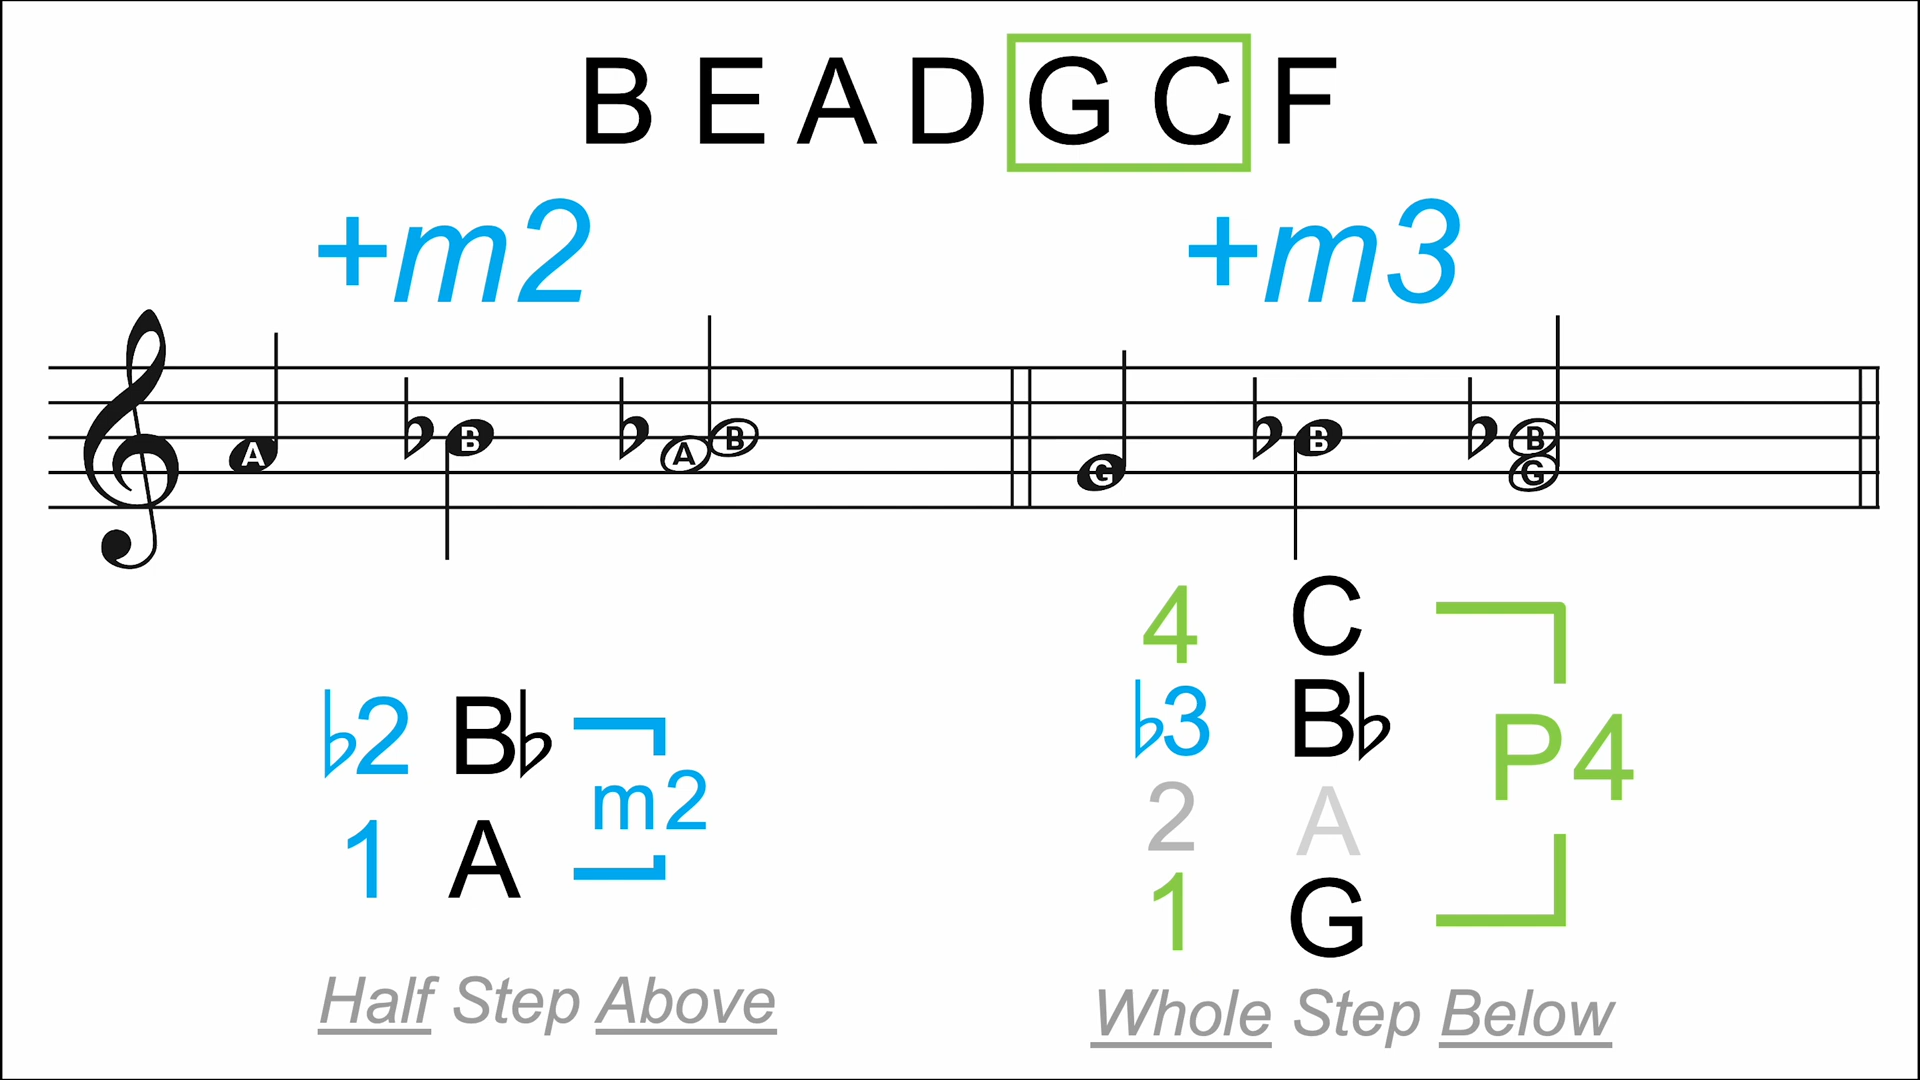 B E A D G C F
+m2
+m3
A ♭B ♭A B
G ♭B ♭B G
♭2 B♭
m2
1 A
4 C
♭3 B♭
P4
2 A
1 G
Half Step Above
Whole Step Below